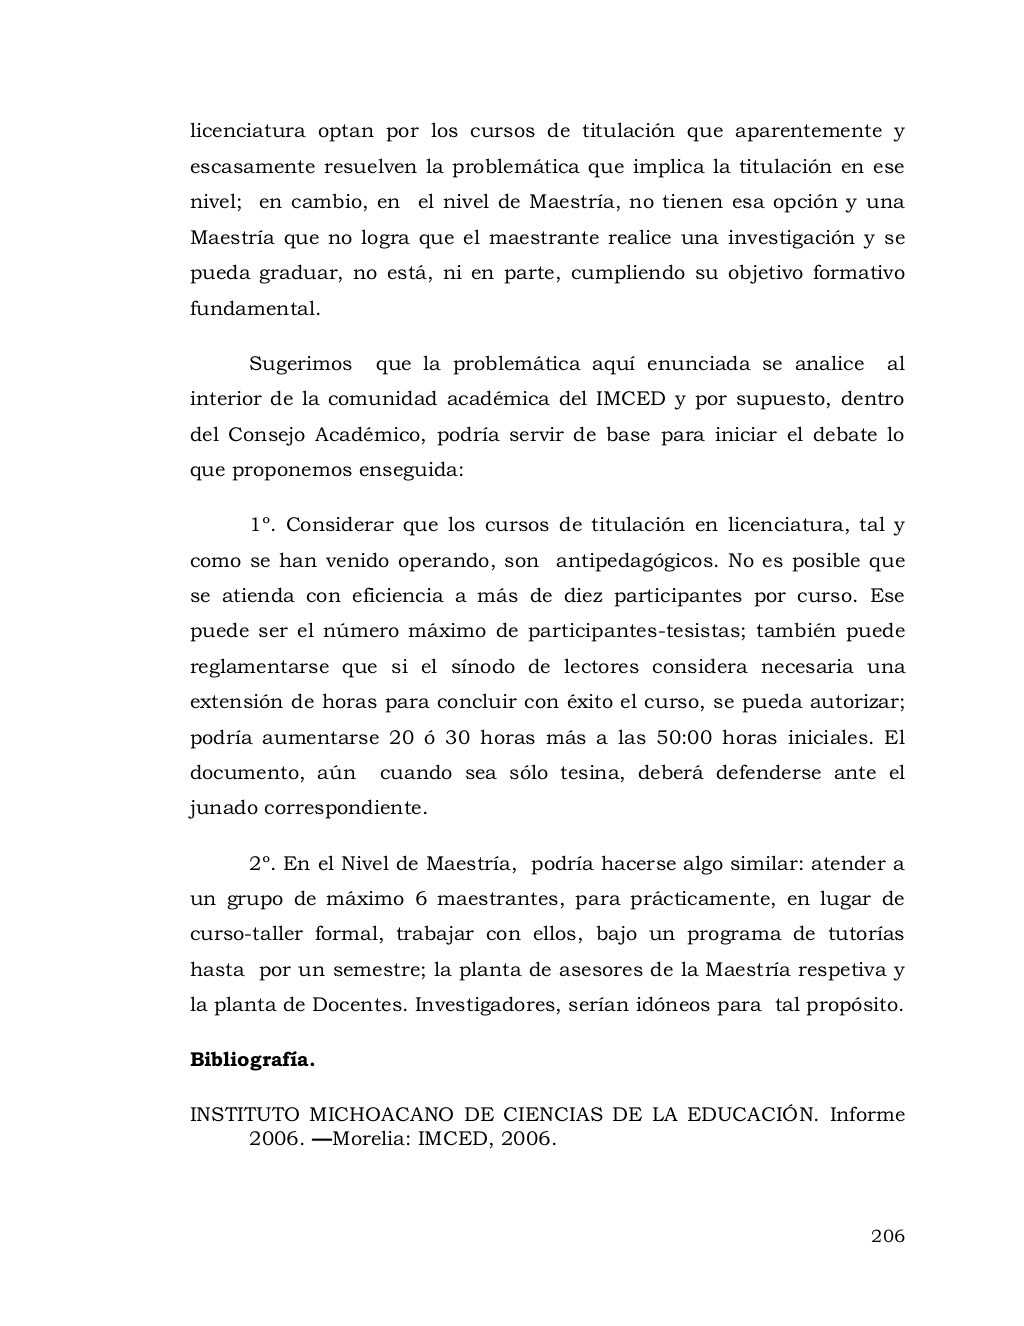 licenciatura optan por los cursos de titulación que aparentemente y
escasamente resuelven la problemática que implica la titulación en ese
nivel;  en cambio, en  el nivel de Maestría, no tienen esa opción y una
Maestría que no logra que el maestrante realice una investigación y se
pueda graduar, no está, ni en parte, cumpliendo su objetivo formativo
fundamental.
Sugerimos  que la problemática aquí enunciada se analice  al
interior de la comunidad académica del IMCED y por supuesto, dentro
del Consejo Académico, podría servir de base para iniciar el debate lo
que proponemos enseguida:
1º. Considerar que los cursos de titulación en licenciatura, tal y
como se han venido operando, son  antipedagógicos. No es posible que
se atienda con eficiencia a más de diez participantes por curso. Ese
puede ser el número máximo de participantes-tesistas; también puede
reglamentarse que si el sínodo de lectores considera necesaria una
extensión de horas para concluir con éxito el curso, se pueda autorizar;
podría aumentarse 20 ó 30 horas más a las 50:00 horas iniciales. El
documento, aún  cuando sea sólo tesina, deberá defenderse ante el
junado correspondiente.
2º. En el Nivel de Maestría,  podría hacerse algo similar: atender a
un grupo de máximo 6 maestrantes, para prácticamente, en lugar de
curso-taller formal, trabajar con ellos, bajo un programa de tutorías
hasta  por un semestre; la planta de asesores de la Maestría respetiva y
la planta de Docentes. Investigadores, serían idóneos para  tal propósito.
Bibliografía.
INSTITUTO MICHOACANO DE CIENCIAS DE LA EDUCACIÓN. Informe
2006. —Morelia: IMCED, 2006.
206